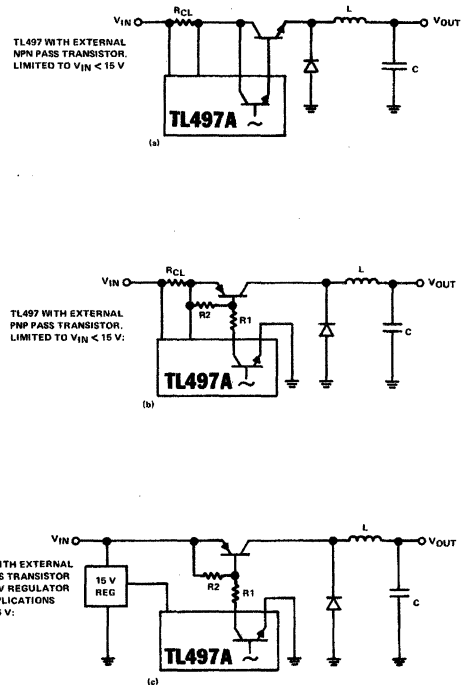 VIN
RCL
L
VOUT
TL497 WITH EXTERNAL
NPN PASS TRANSISTOR.
LIMITED TO VIN < 15 V
C
TL497A
(a)
VIN
RCL
L
VOUT
R2
R1
TL497 WITH EXTERNAL
PNP PASS TRANSISTOR.
LIMITED TO VIN < 15 V:
C
TL497A
(b)
VIN
L
VOUT
ITH EXTERNAL
S TRANSISTOR
V REGULATOR
PLICATIONS
V:
15 V
REG
R2
R1
C
TL497A
(c)